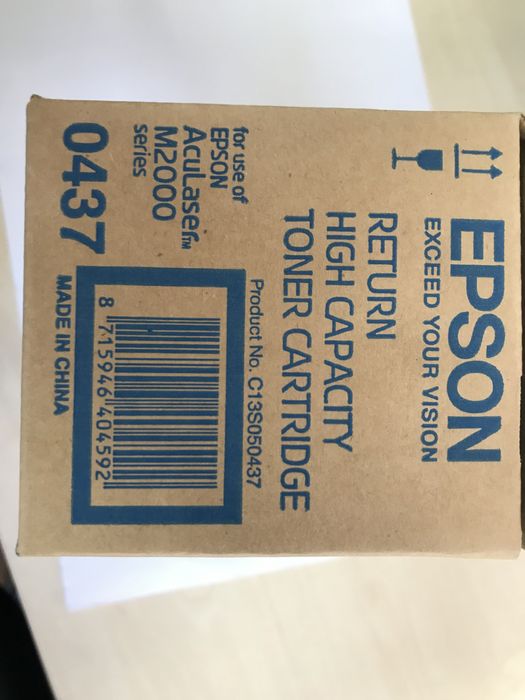 EPSON
EXCEED YOUR VISION
RETURN
HIGH CAPACITY
TONER CARTRIDGE
Product No. C13S050437
for use of
EPSON
AcuLaser™
M2000
series
8 715946 404592
0437
MADE IN CHINA